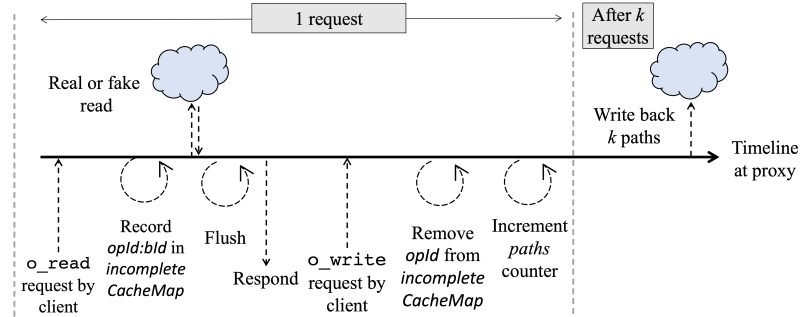 1 request
After k
requests
Real or fake
read
Write back
k paths
Timeline
at proxy
o_read
request by
client
Record
opId:bId in
incomplete
CacheMap
Flush
Respond
o_write
request by
client
Remove
opId from
incomplete
CacheMap
Increment
paths
counter